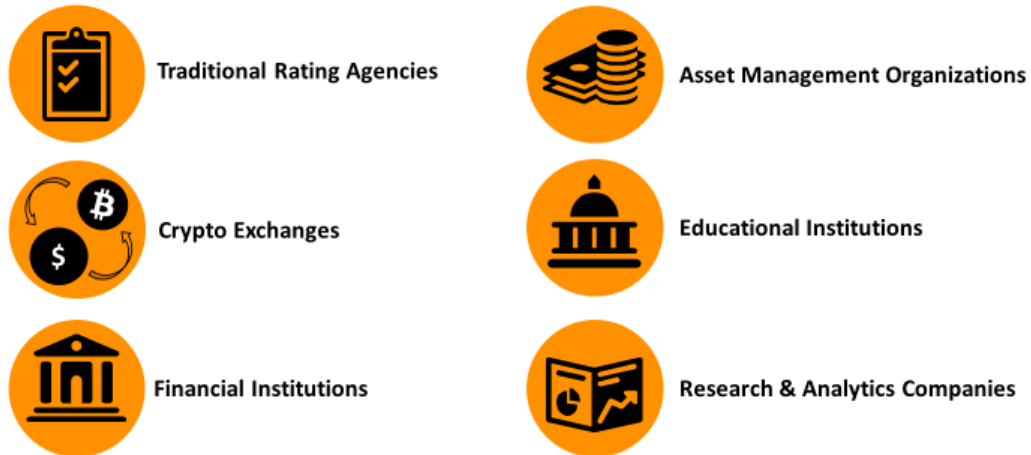 Traditional Rating Agencies
Asset Management Organizations
₿
$
Crypto Exchanges
Educational Institutions
Financial Institutions
Research & Analytics Companies